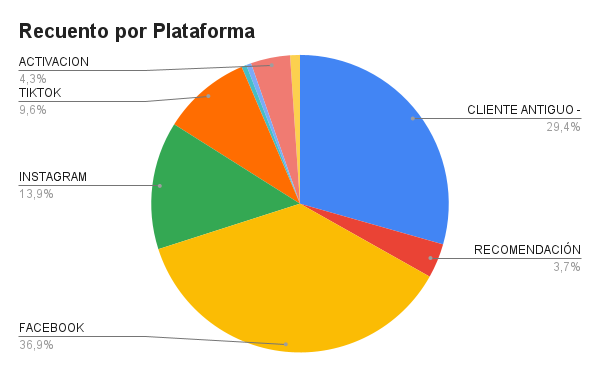 Recuento por Plataforma
ACTIVACION
4,3%
TIKTOK
9,6%
CLIENTE ANTIGUO -
29,4%
INSTAGRAM
13,9%
RECOMENDACIÓN
3,7%
FACEBOOK
36,9%